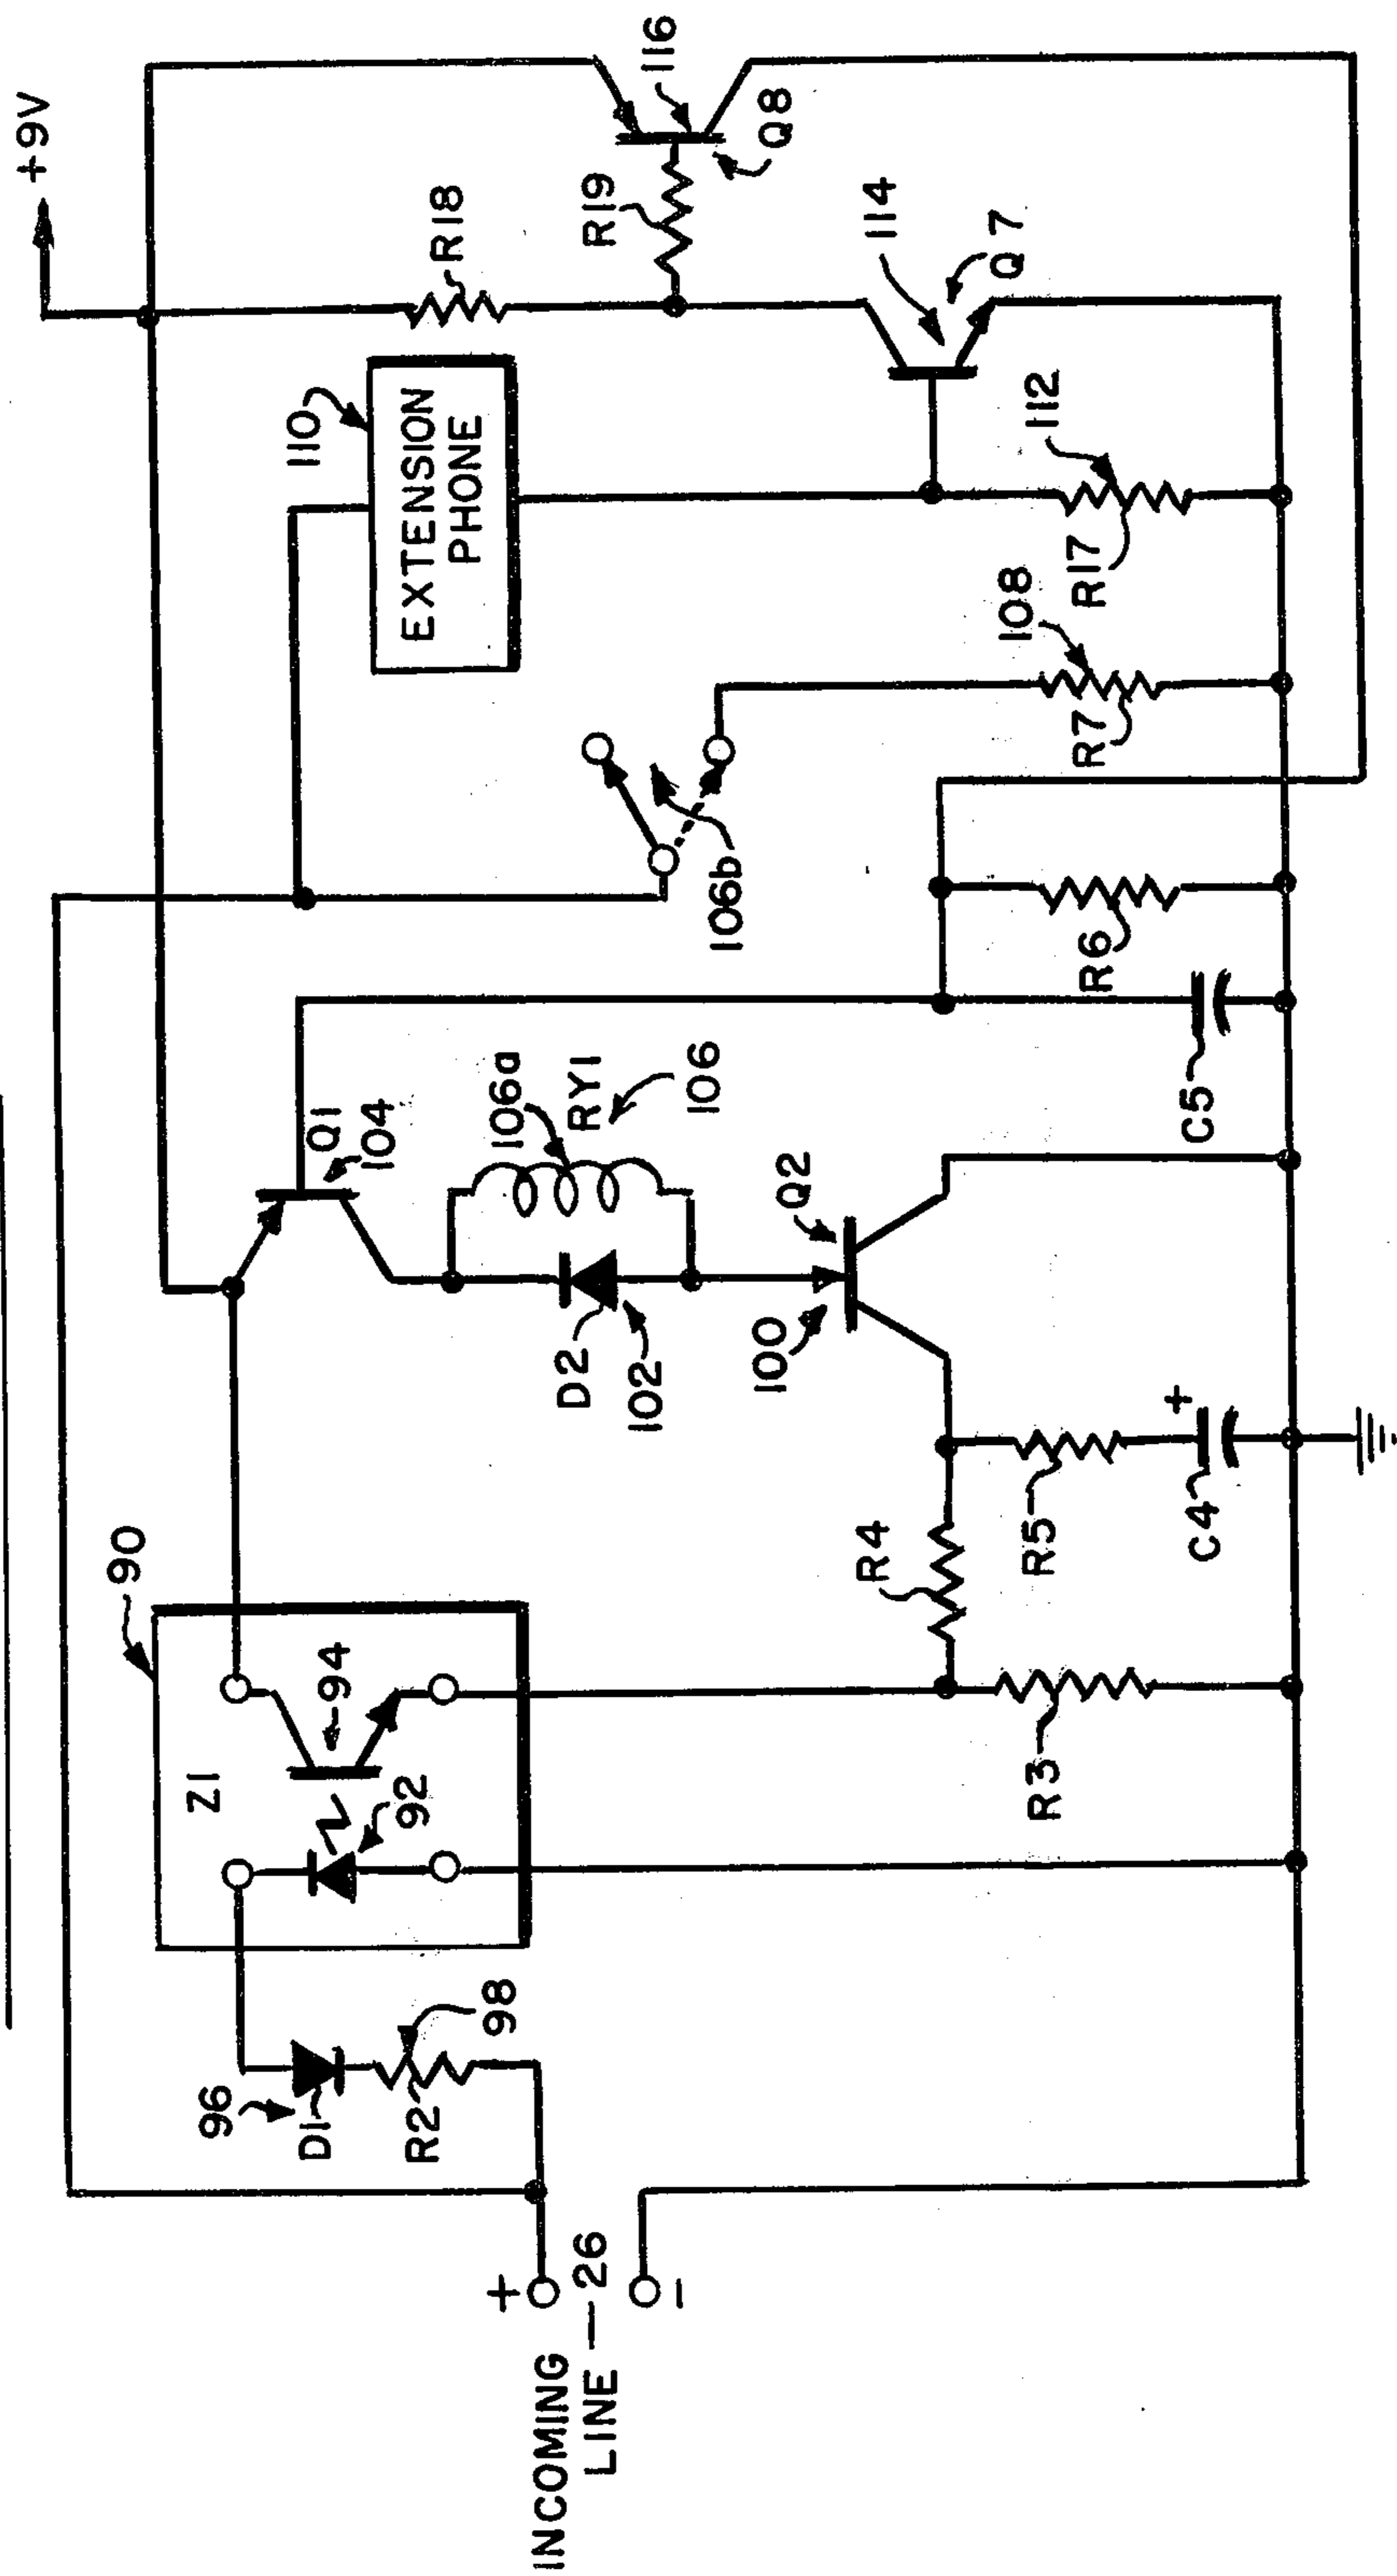 +9V
90
Z1
94
92
96
D1
R2
98
+
INCOMING
LINE
26
-
R3
R4
R5
+
C4
100
Q2
D2
102
106a
RY1
106
Q1
104
C5
R6
106b
R7
108
110
EXTENSION
PHONE
R17
112
R18
R19
114
Q7
116
Q8